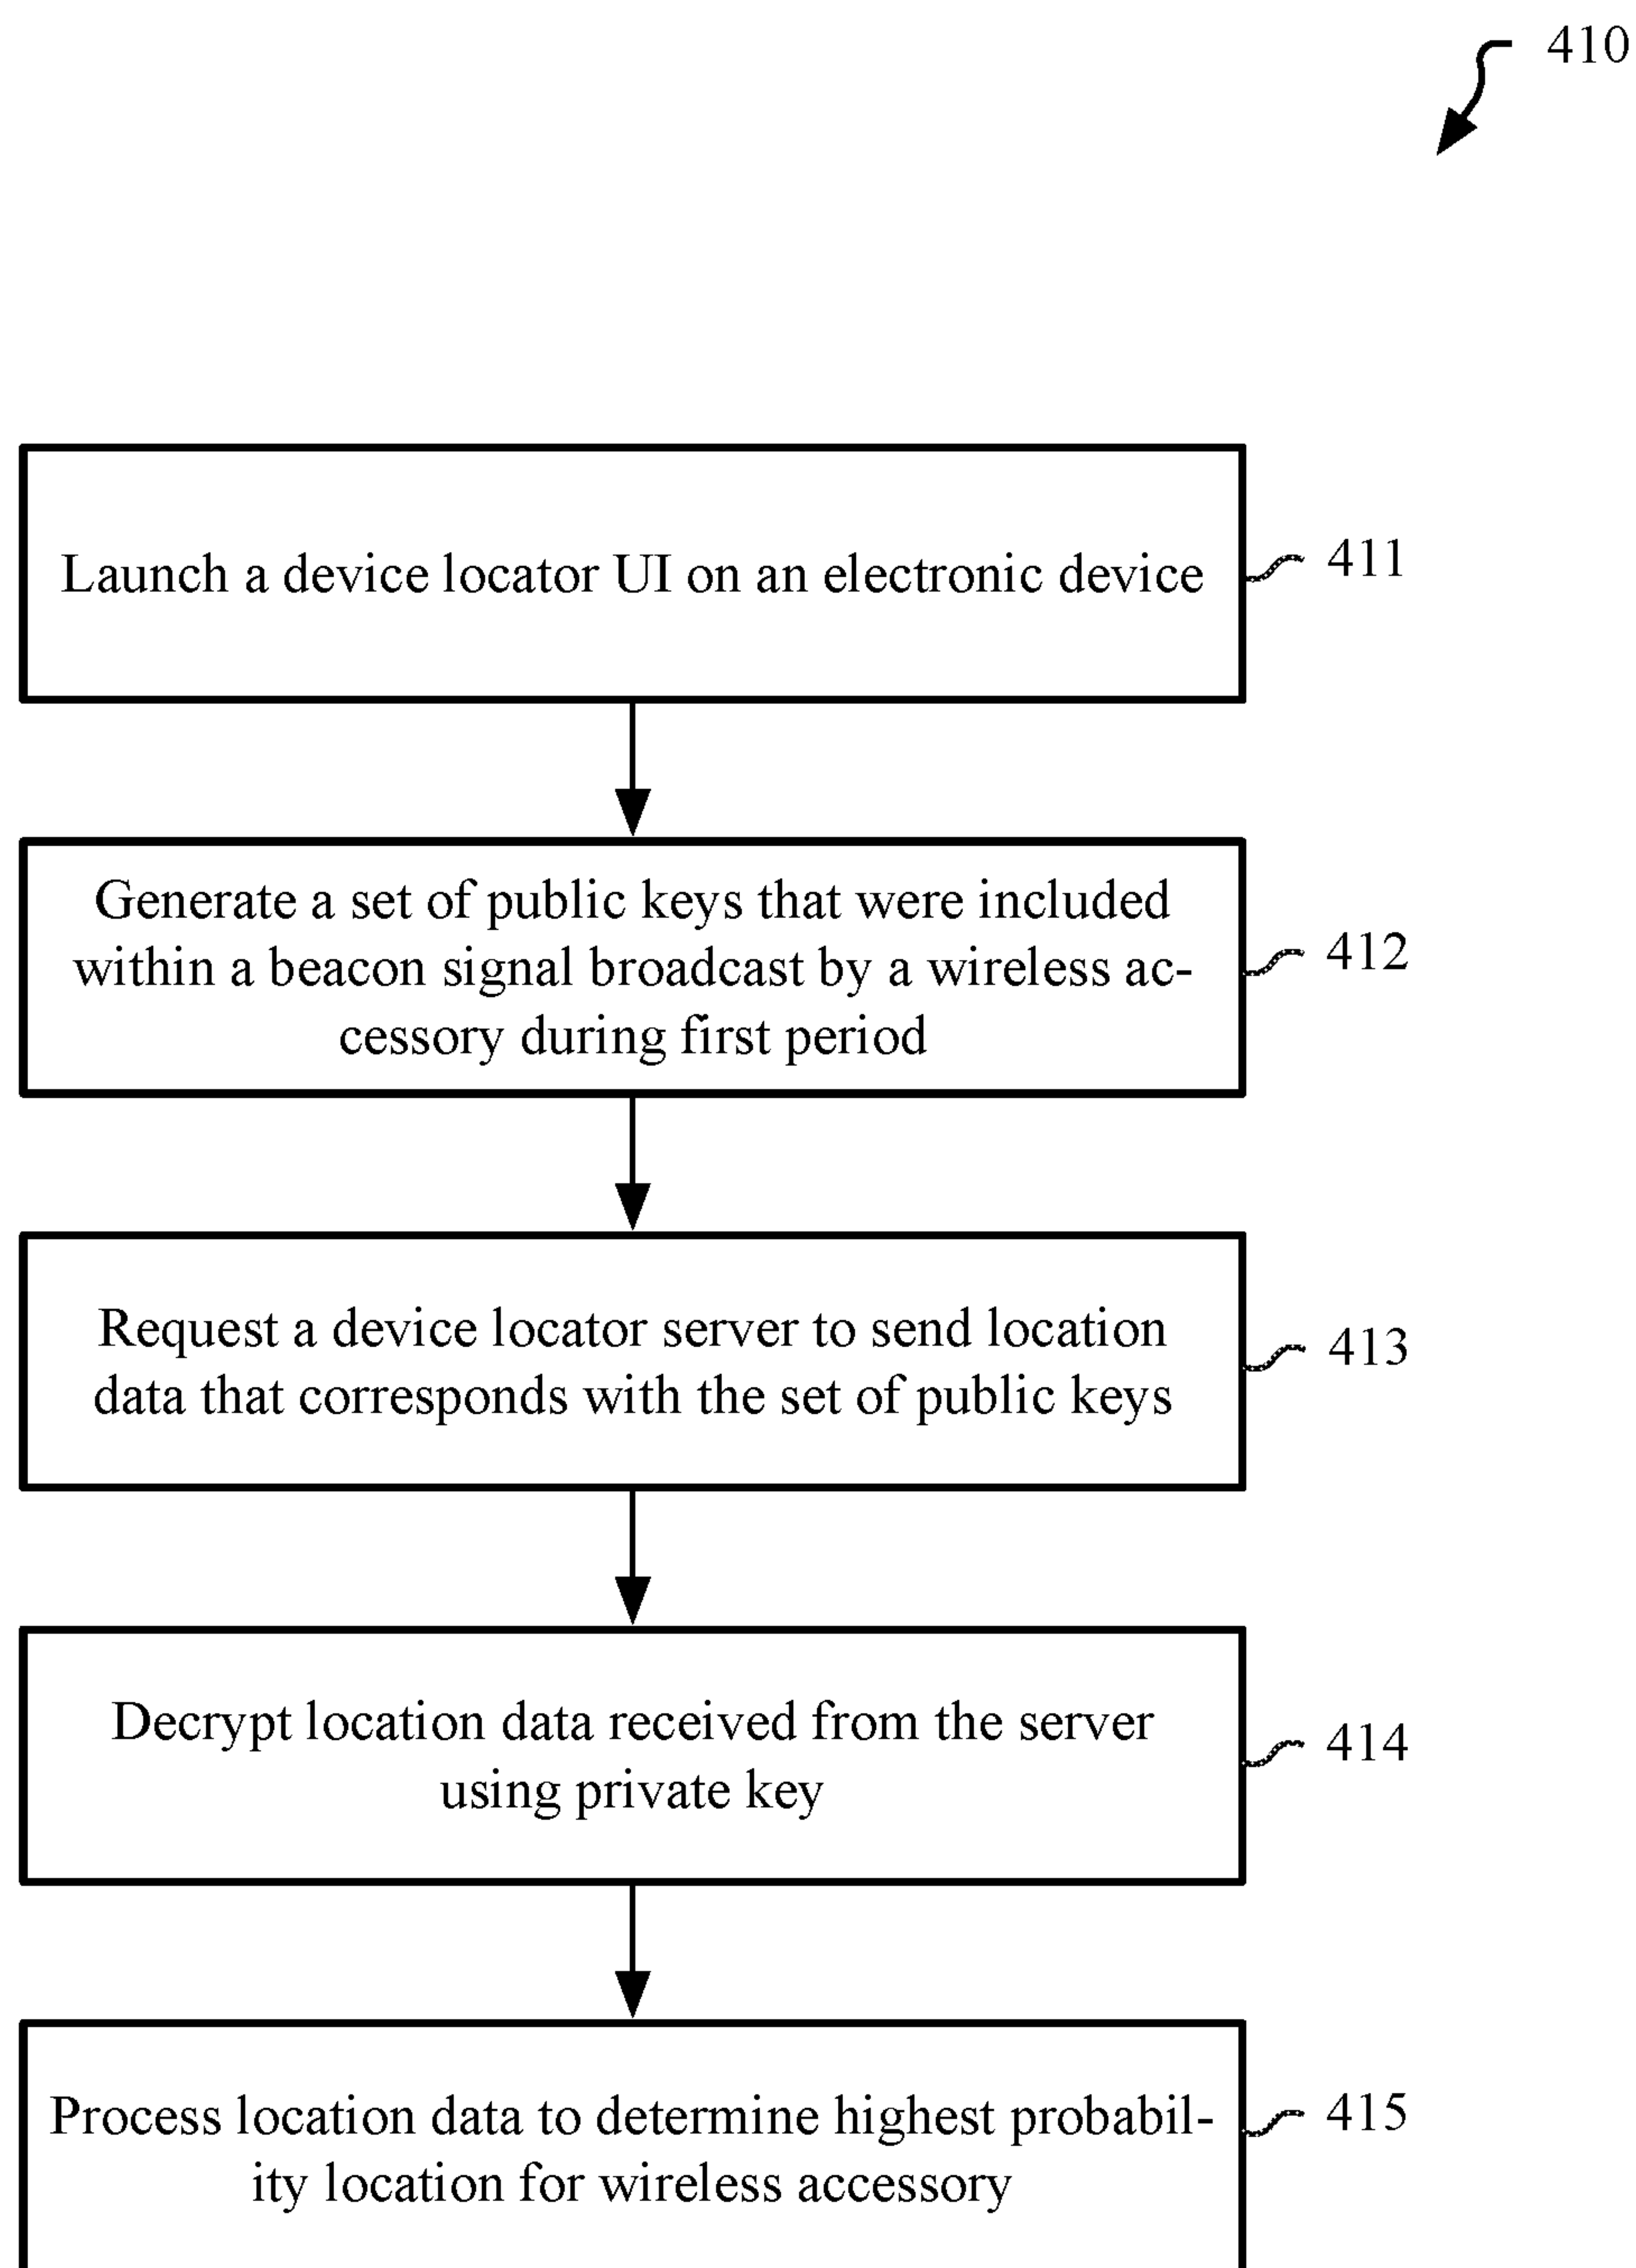 410
Launch a device locator UI on an electronic device
411
Generate a set of public keys that were included
within a beacon signal broadcast by a wireless ac-
cessory during first period
412
Request a device locator server to send location
data that corresponds with the set of public keys
413
Decrypt location data received from the server
using private key
414
Process location data to determine highest probabil-
ity location for wireless accessory
415